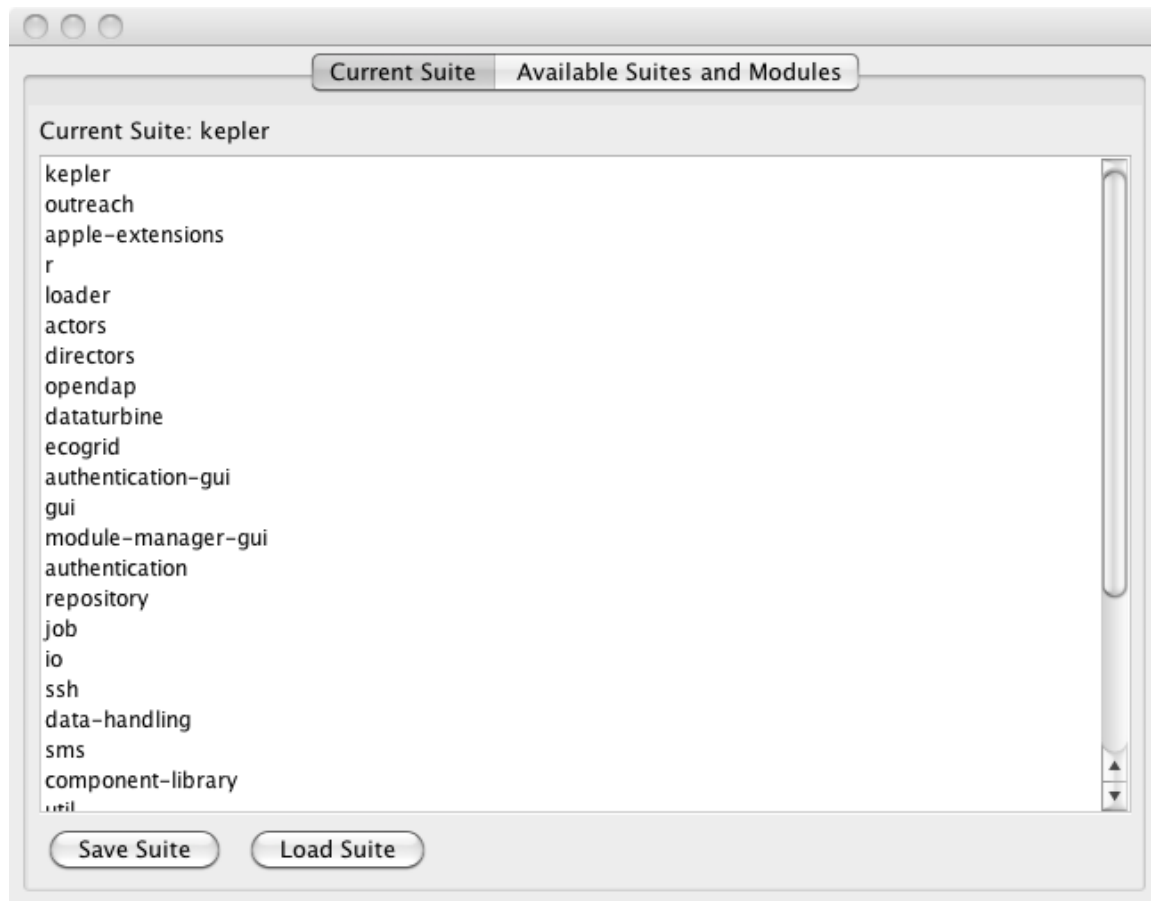 Current Suite
Available Suites and Modules
Current Suite: kepler
kepler
outreach
apple-extensions
r
loader
actors
directors
opendap
dataturbine
ecogrid
authentication-gui
gui
module-manager-gui
authentication
repository
job
io
ssh
data-handling
sms
component-library
util
Save Suite
Load Suite